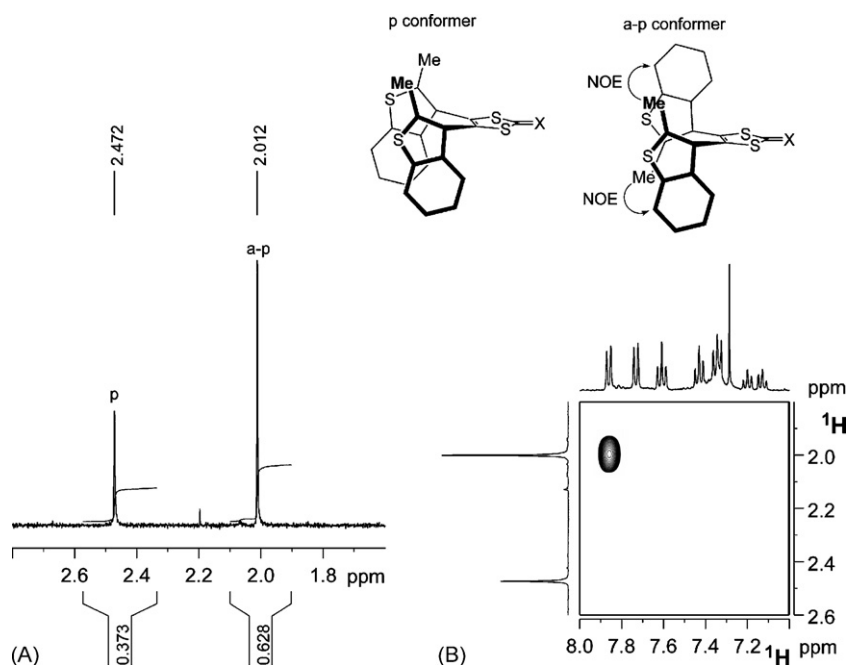 p conformer
a-p conformer
Me
Me
S
S
S
S
=X
NOE
Me
S
S
Me
NOE
S
S
=X
2.472
2.012
p
a-p
2.6 2.4 2.2 2.0 1.8 ppm
0.373
0.628
(A)
ppm
1H
2.0
2.2
2.4
2.6
8.0 7.8 7.6 7.4 7.2 1H ppm
(B)